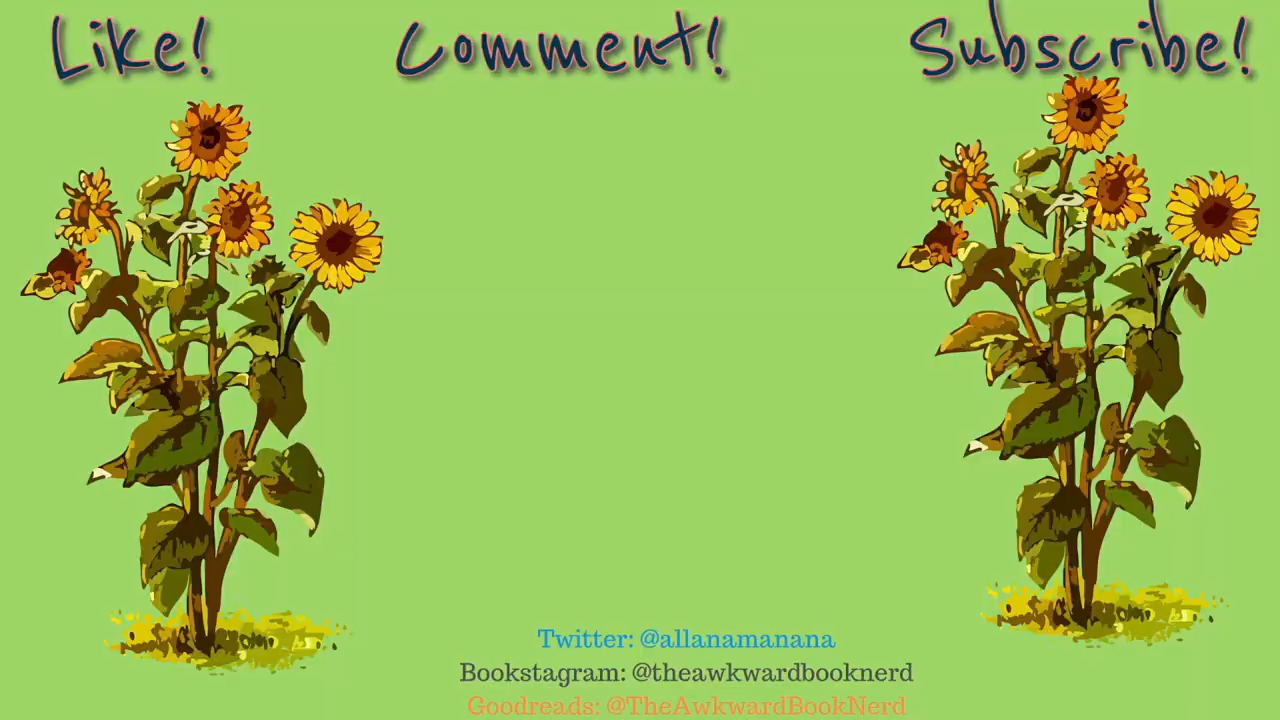 Like! Comment! Subscribe!
Twitter: @allanamanana
Bookstagram: @theawkwardbooknerd
Goodreads: @TheAwkwardBookNerd